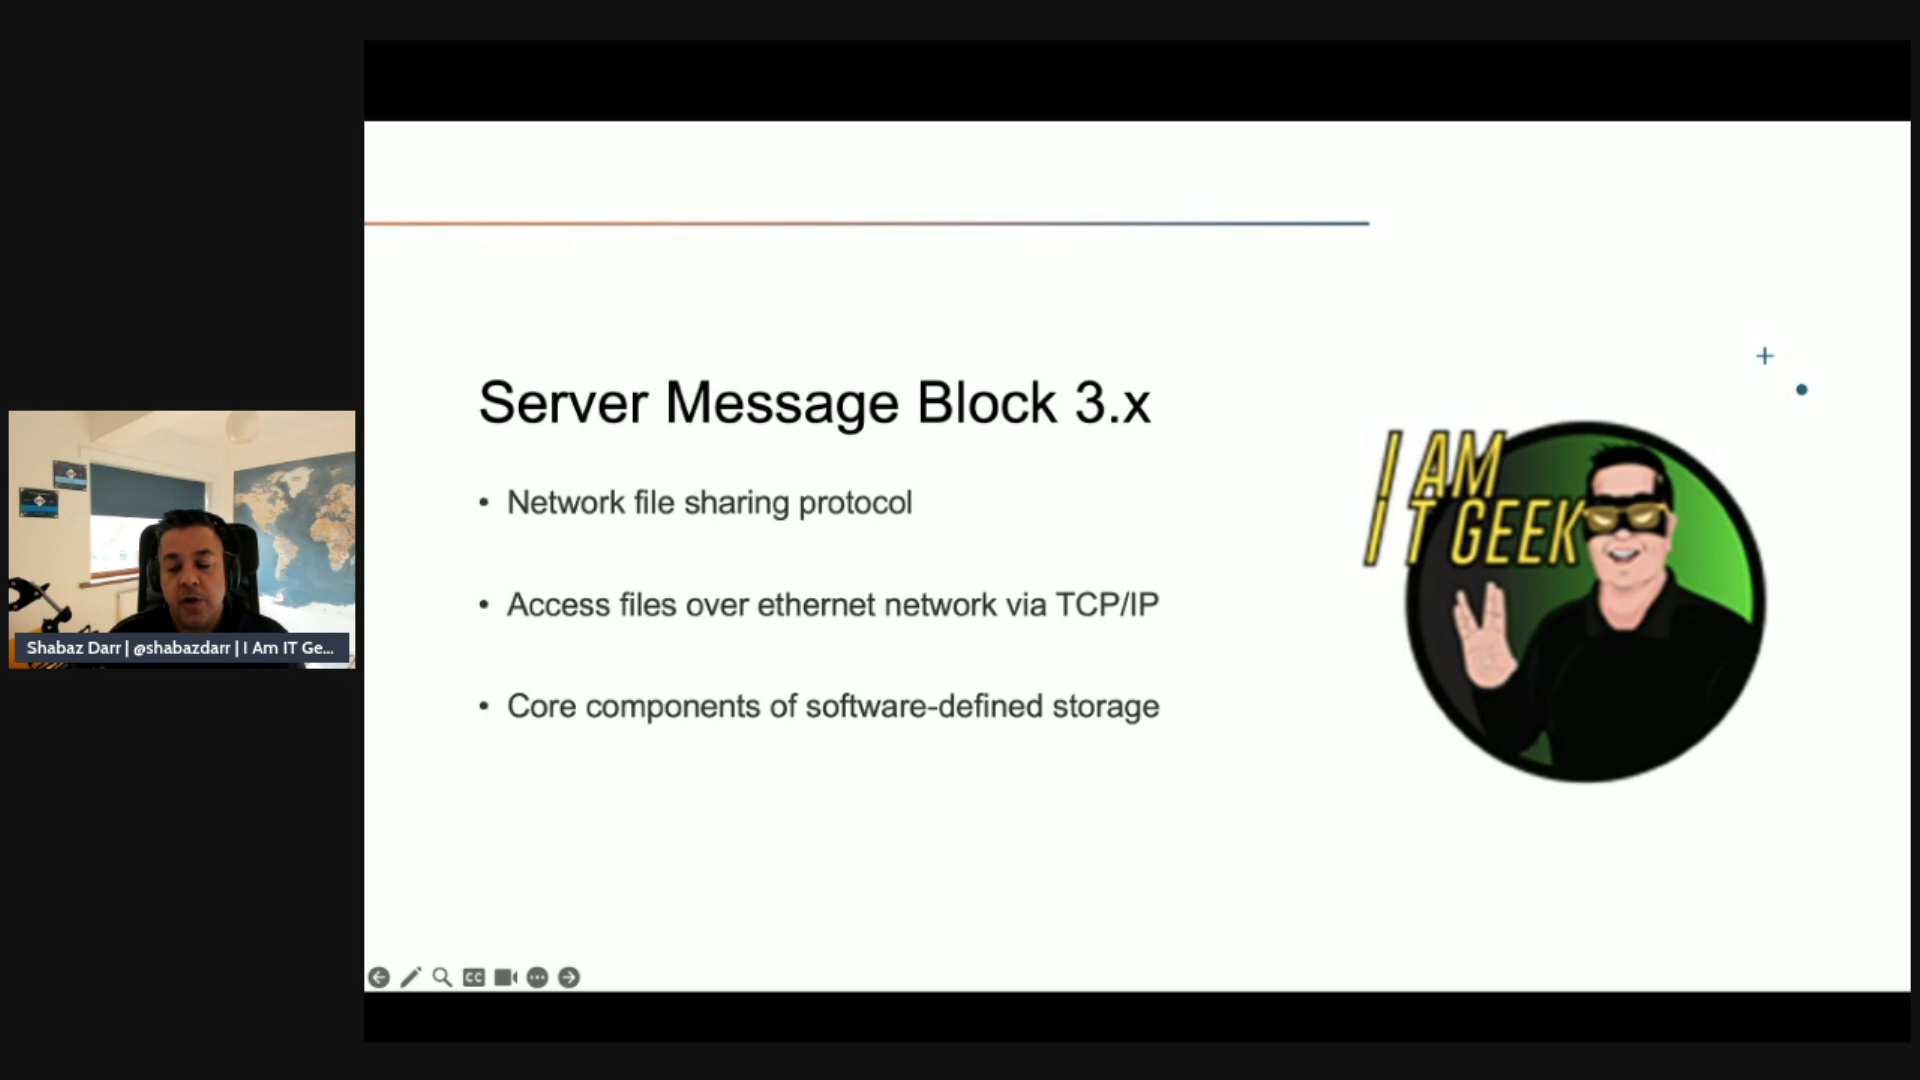 Server Message Block 3.x
• Network file sharing protocol
• Access files over ethernet network via TCP/IP
• Core components of software-defined storage
I AM
I T GEEK
Shabaz Darr | @shabazdarr | I Am IT Ge...
CC